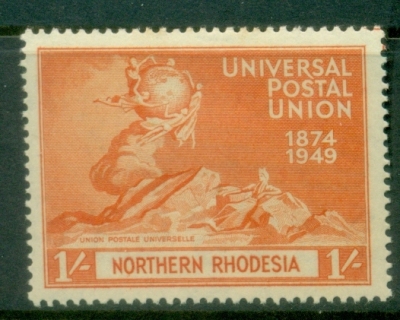 UNIVERSAL
POSTAL
UNION
1874
1949
UNION POSTALE UNIVERSELLE
1/- NORTHERN RHODESIA 1/-